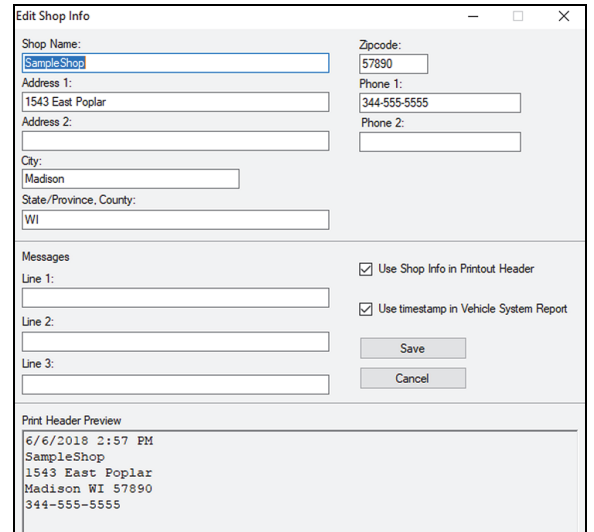 Edit Shop Info
Shop Name:
SampleShop
Zipcode:
57890
Address 1:
1543 East Poplar
Phone 1:
344-555-5555
Address 2:
Phone 2:
City:
Madison
State/Province, County:
WI
Messages
Line 1:
Use Shop Info in Printout Header
Line 2:
Use timestamp in Vehicle System Report
Save
Line 3:
Cancel
Print Header Preview
6/6/2018 2:57 PM
SampleShop
1543 East Poplar
Madison WI 57890
344-555-5555